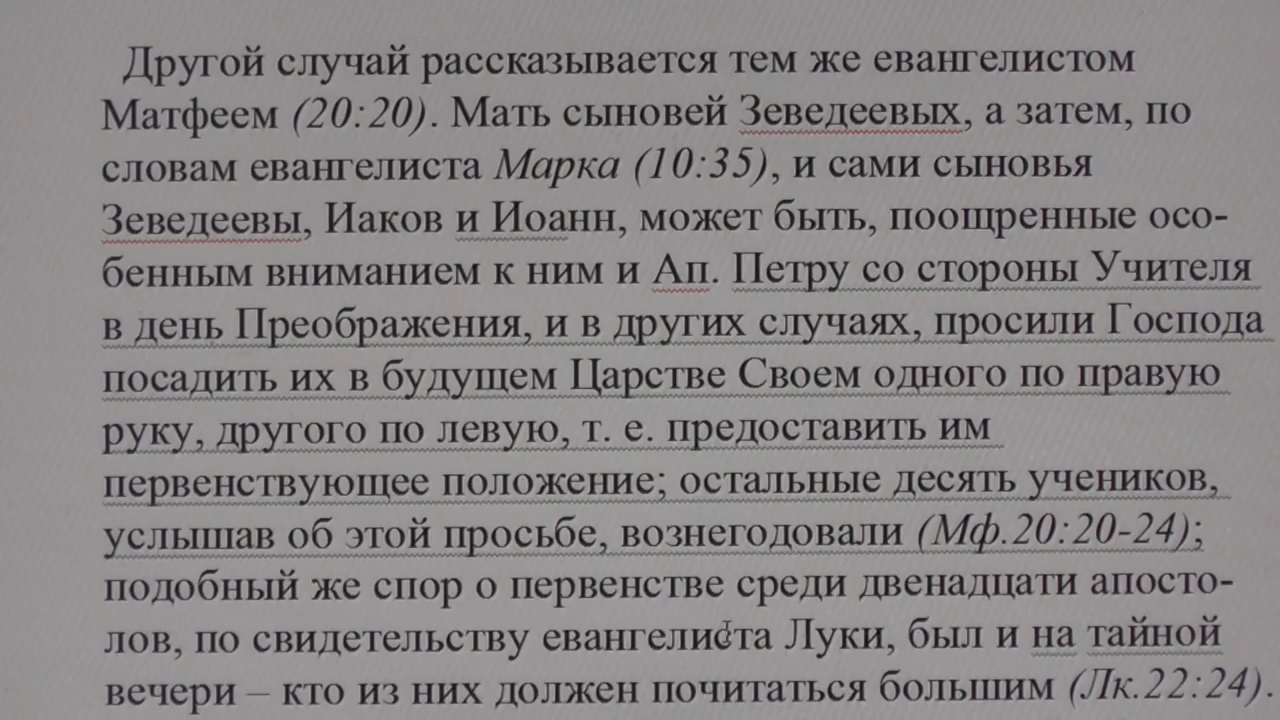 Другой случай рассказывается тем же евангелистом
Матфеем (20:20). Мать сыновей Зеведеевых, а затем, по
словам евангелиста Марка (10:35), и сами сыновья
Зеведеевы, Иаков и Иоанн, может быть, поощренные осо-
бенным вниманием к ним и Ап. Петру со стороны Учителя
в день Преображения, и в других случаях, просили Господа
посадить их в будущем Царстве Своем одного по правую
руку, другого по левую, т. е. предоставить им
первенствующее положение; остальные десять учеников,
услышав об этой просьбе, вознегодовали (Мф.20:20-24);
подобный же спор о первенстве среди двенадцати апосто-
лов, по свидетельству евангелиста Луки, был и на тайной
вечери – кто из них должен почитаться большим (Лк.22:24).